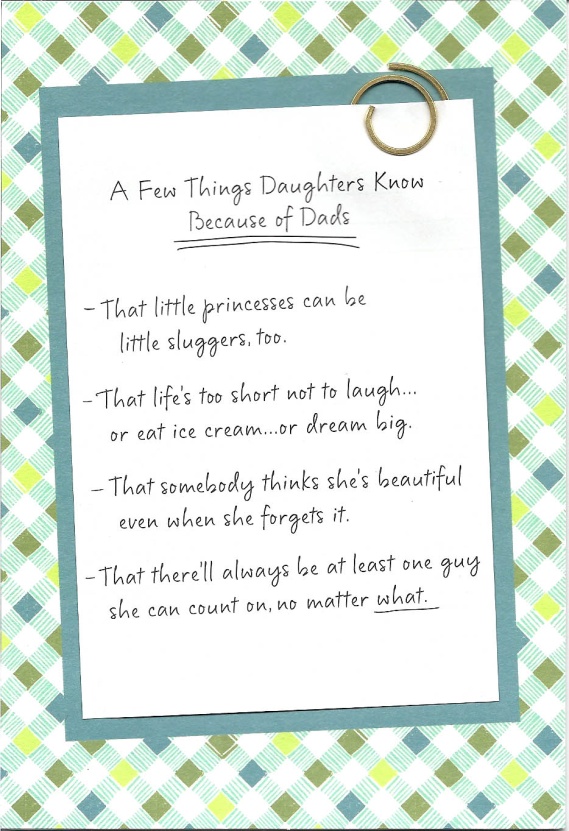 A Few Things Daughters Know
Because of Dads
- That little princesses can be
little sluggers, too.
- That life's too short not to laugh...
or eat ice cream...or dream big.
- That somebody thinks she's beautiful
even when she forgets it.
- That there'll always be at least one guy
she can count on, no matter what.